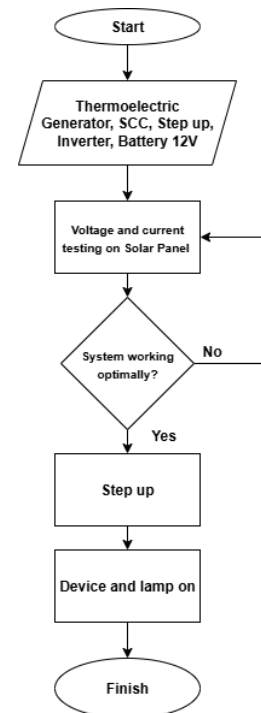 Start
Thermoelectric
Generator, SCC, Step up,
Inverter, Battery 12V
Voltage and current
testing on Solar Panel
System working
optimally?
No
Yes
Step up
Device and lamp on
Finish